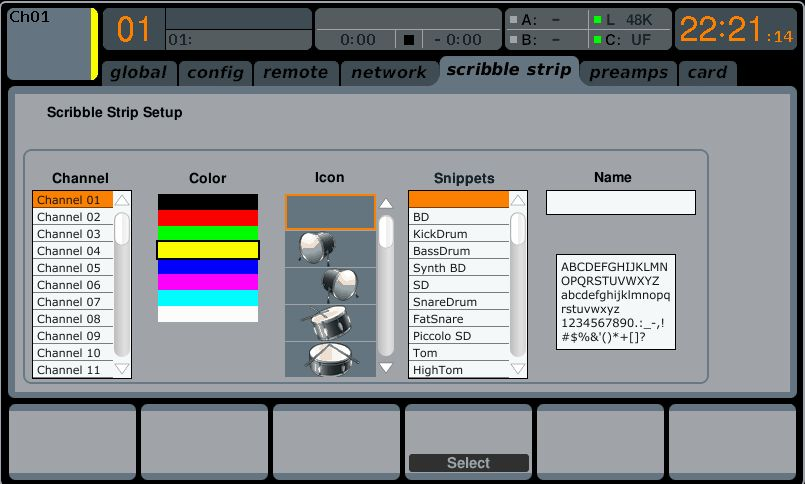 Ch01
01
01:
0:00
- 0:00
A: -
L 48K
B: -
C: UF
22:21:14
global
config
remote
network
scribble strip
preamps
card
Scribble Strip Setup
Channel
Color
Icon
Snippets
Name
Channel 01
Channel 02
Channel 03
Channel 04
Channel 05
Channel 06
Channel 07
Channel 08
Channel 09
Channel 10
Channel 11
BD
KickDrum
BassDrum
Synth BD
SD
SnareDrum
FatSnare
Piccolo SD
Tom
HighTom
ABCDEFGHIJKLMN
OPQRSTUVWXYZ
abcdefghijklmnopq
rstuvwxyz
1234567890.:_-,!
#$%&'()*+[]?
Select